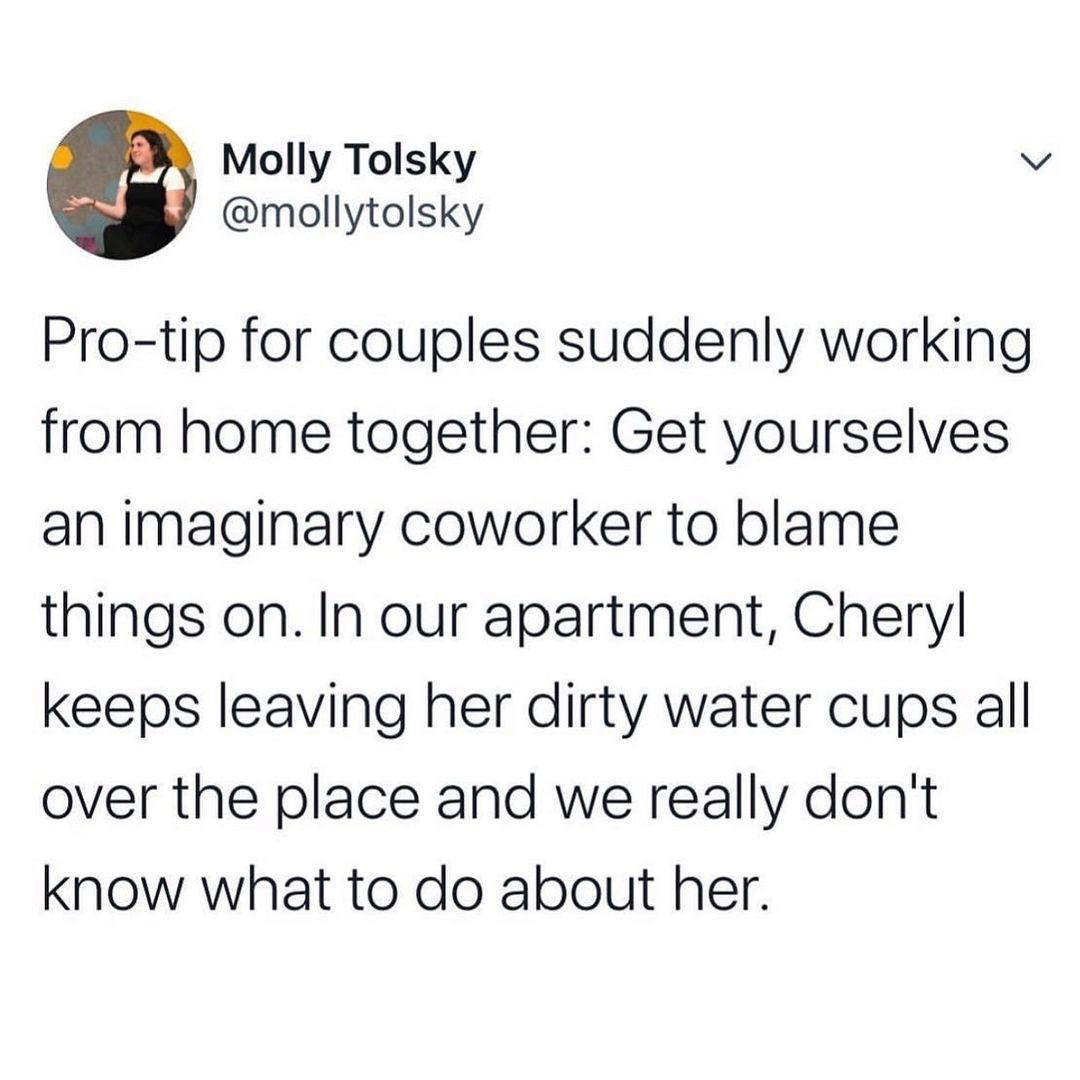 Molly Tolsky
@mollytolsky
Pro-tip for couples suddenly working
from home together: Get yourselves
an imaginary coworker to blame
things on. In our apartment, Cheryl
keeps leaving her dirty water cups all
over the place and we really don't
know what to do about her.